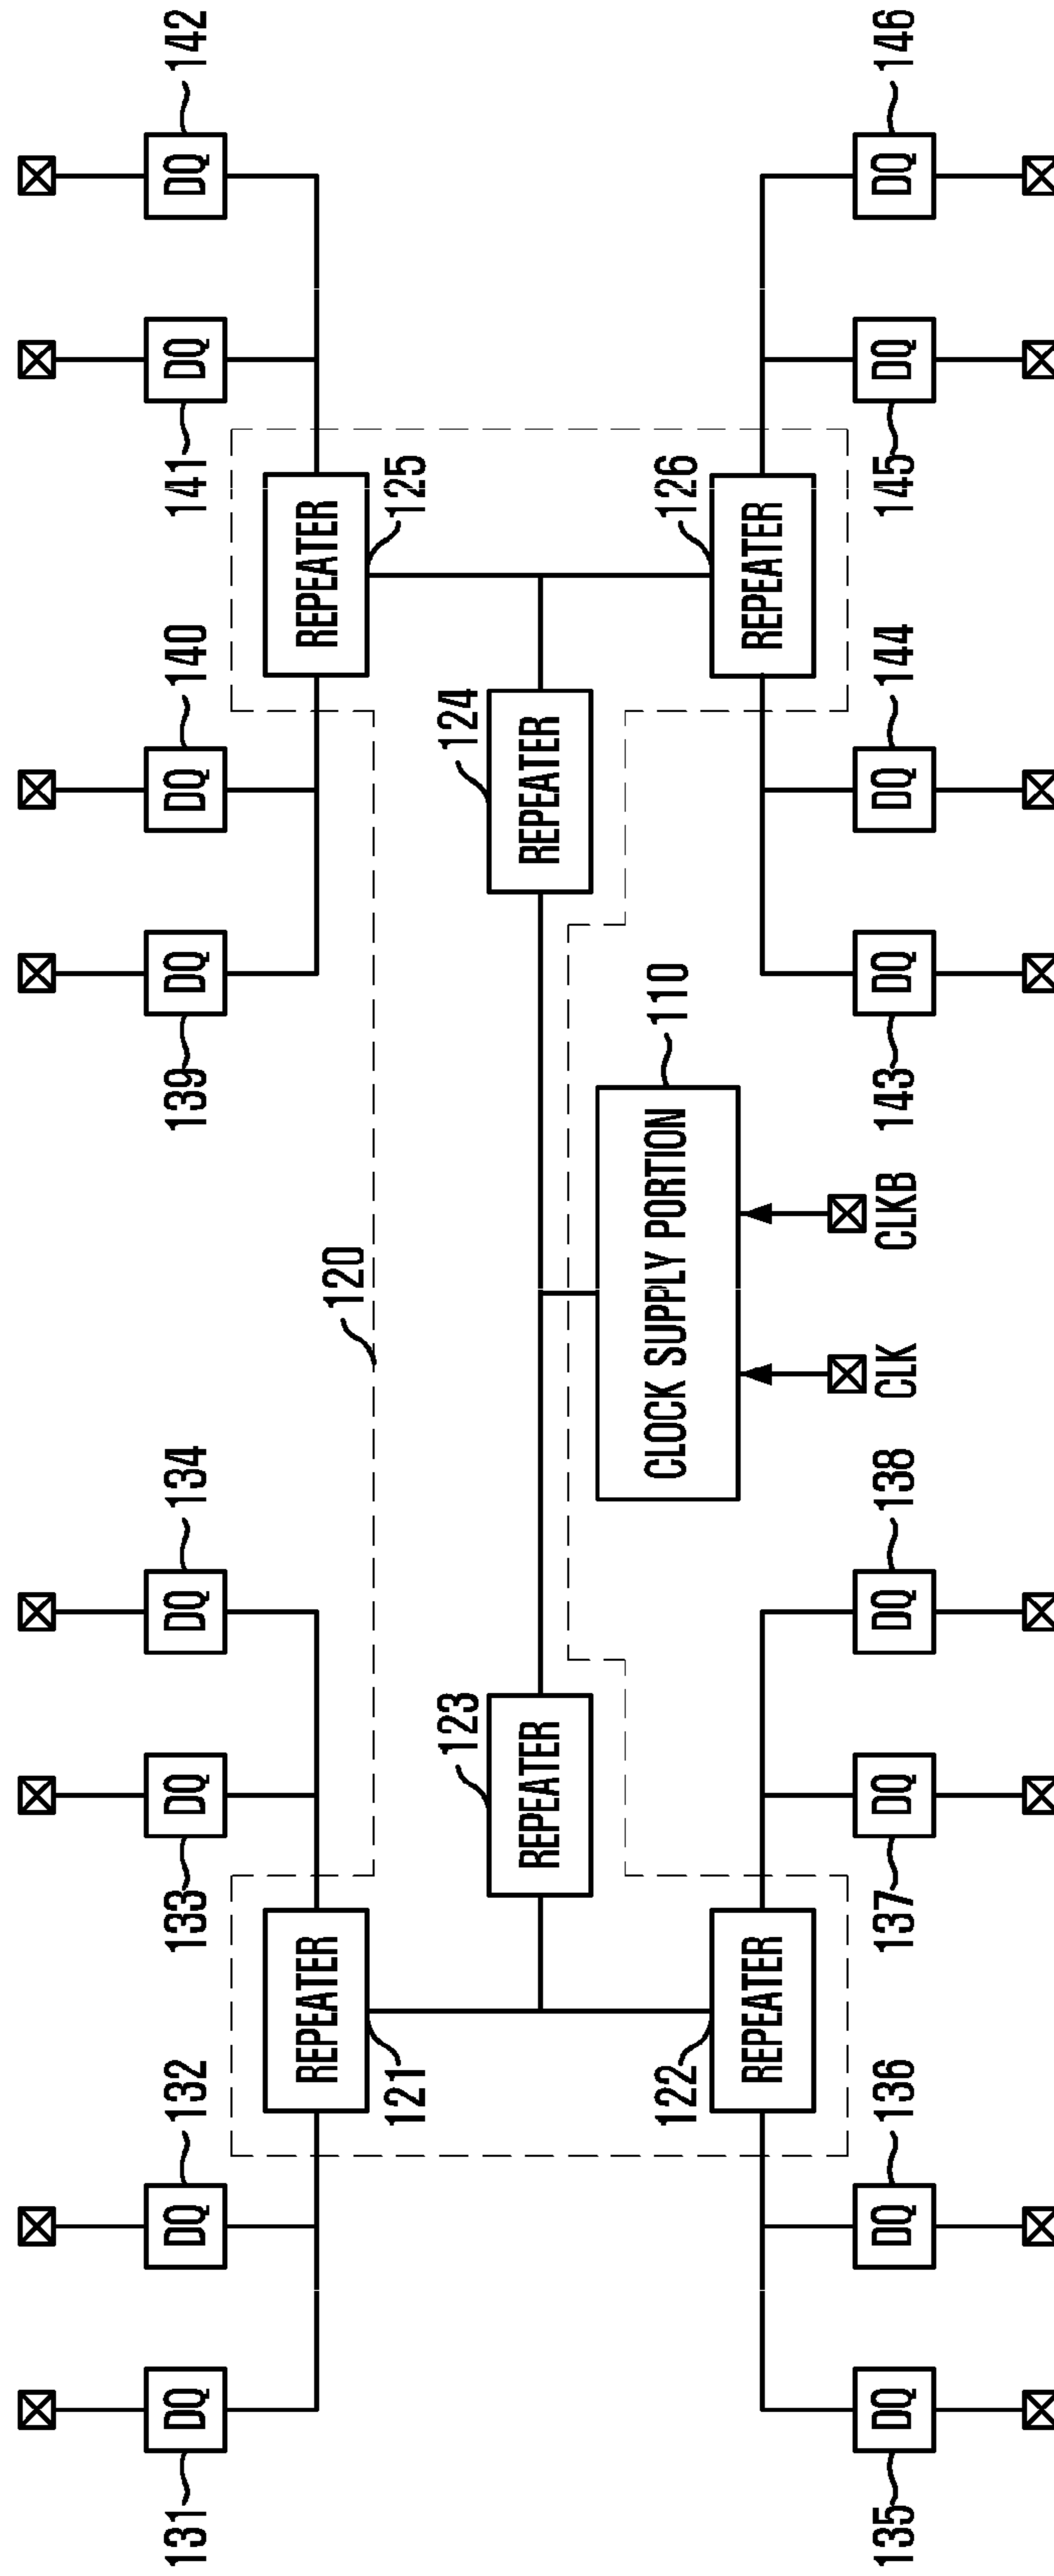 131
132
133
134
139
140
141
142
DQ
DQ
DQ
DQ
DQ
DQ
DQ
DQ
120
REPEATER
REPEATER
121
125
123
124
REPEATER
REPEATER
110
CLOCK SUPPLY PORTION
122
126
REPEATER
REPEATER
CLK
CLKB
DQ
DQ
DQ
DQ
DQ
DQ
DQ
DQ
135
136
137
138
143
144
145
146